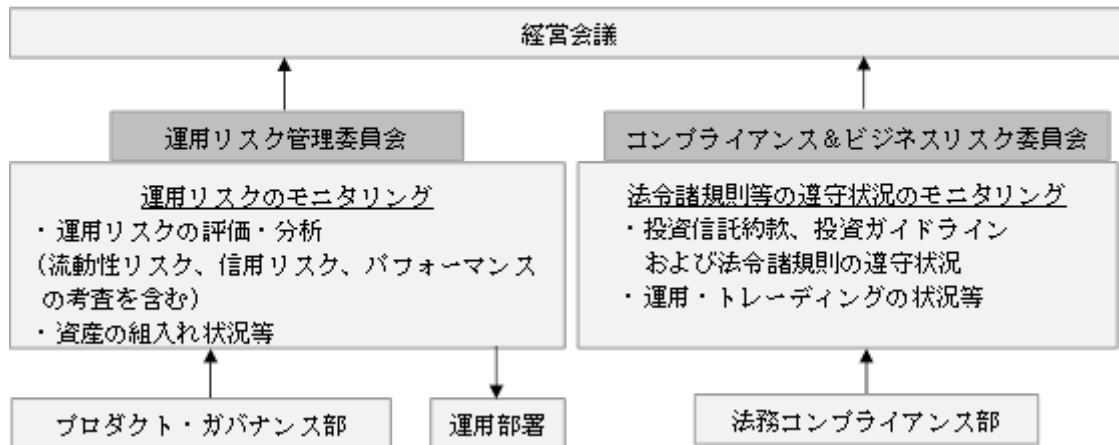 経営会議
運用リスク管理委員会
運用リスクのモニタリング
・運用リスクの評価・分析
(流動性リスク、信用リスク、パフォーマンス
の考査を含む)
・資産の組入れ状況等
プロダクト・ガバナンス部
運用部署
コンプライアンス&ビジネスリスク委員会
法令諸規則等の遵守状況のモニタリング
・投資信託約款、投資ガイドライン
および法令諸規則の遵守状況
・運用・トレーディングの状況等
法務コンプライアンス部